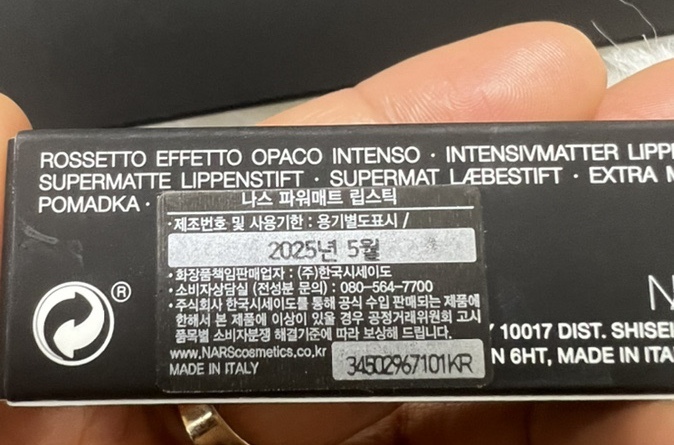 ROSSETTO EFFETTO OPACO INTENSO · INTENSIVMATTER
SUPERMATTE LIPPENSTIFT · SUPERMAT LÆBESTIFT · EXTRA
POMADKA ·
나스 파워매트 립스틱
· 제조번호 및 사용기한 : 용기별도표시 /
2025년 5월
· 화장품책임판매업자 : (주)한국시세이도
· 소비자상담실 (전성분 문의) : 080-564-7700
· 주식회사 한국시세이도를 통해 공식 수입 판매되는 제품에
한해서 본 제품에 이상이 있을 경우 공정거래위원회 고시
품목별 소비자분쟁 해결기준에 따라 보상해 드립니다.
www.NARScosmetics.co.kr
MADE IN ITALY
34502967101KR
®
10017 DIST. SHISEI
N 6HT, MADE IN ITA